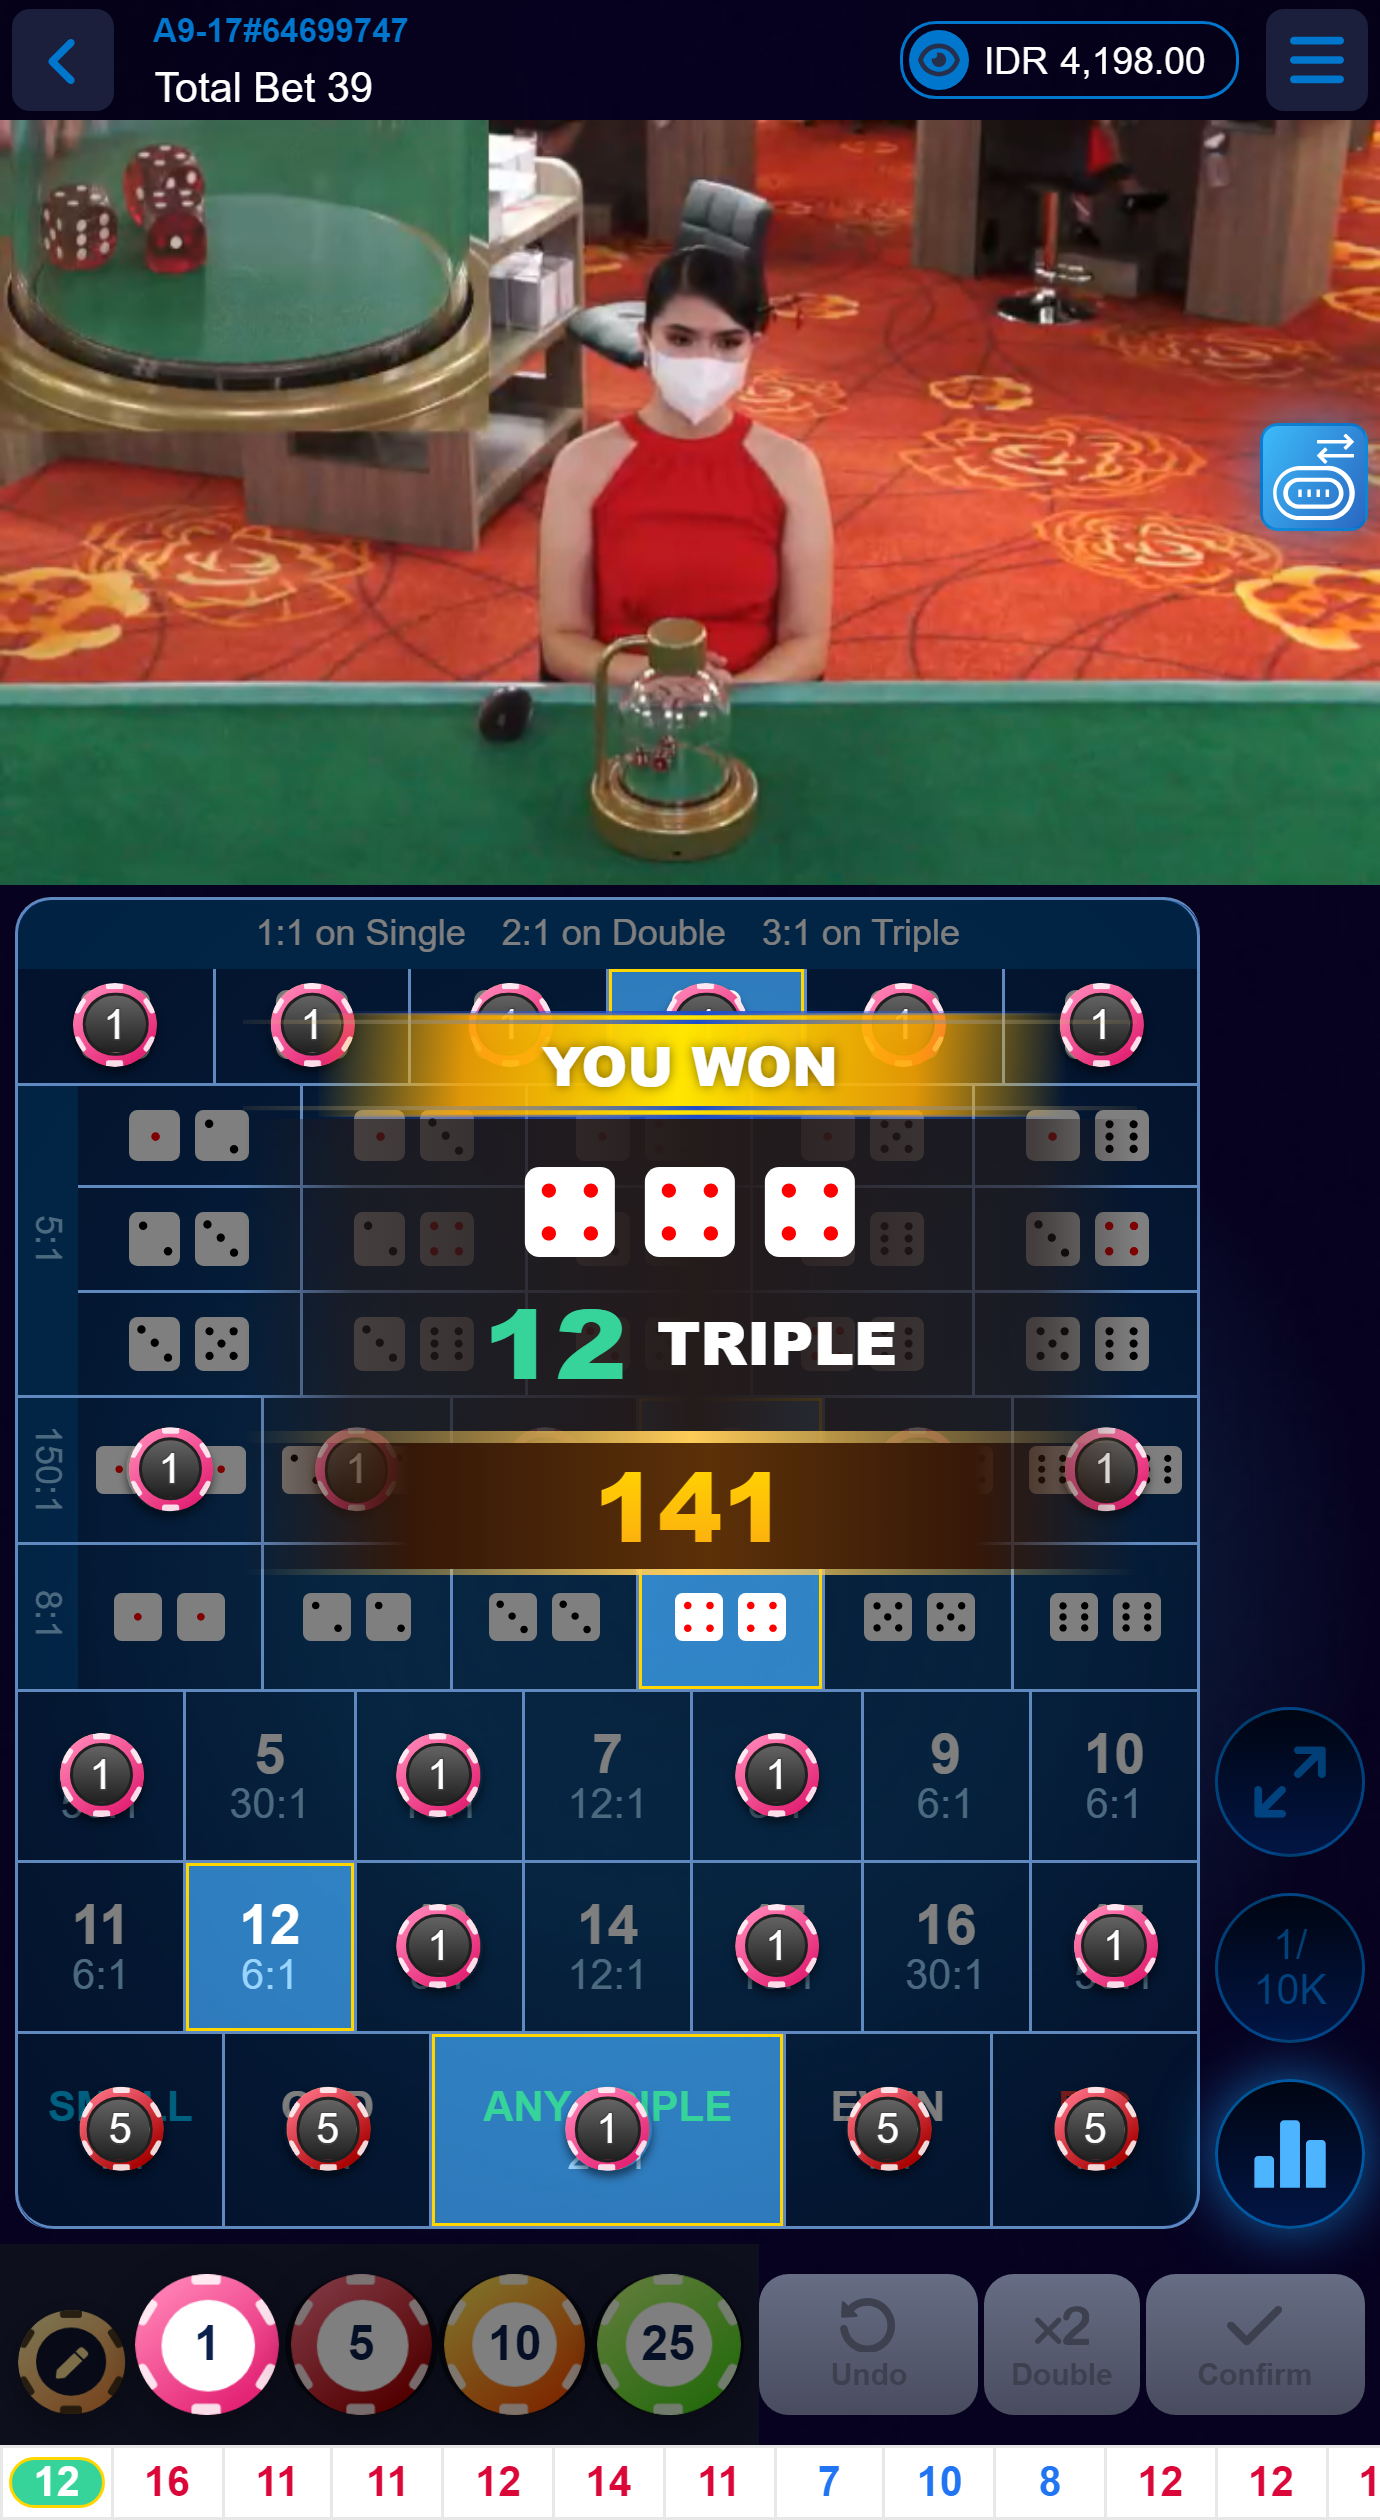 A9-17#64699747
Total Bet 39
IDR 4,198.00
1:1 on Single 2:1 on Double 3:1 on Triple
1 1 1 1 1
YOU WON
5:1
12 TRIPLE
150:1
1 1 1
141
8:1
1 5 1 7 1 9 10
30:1 12:1 6:1 6:1
11 12 1 14 1 16 1
6:1 6:1 12:1 30:1
1/
10K
ANY
5 5 1 5 5
1 5 10 25
x2
Undo Double Confirm
12 16 11 11 12 14 11 7 10 8 12 12